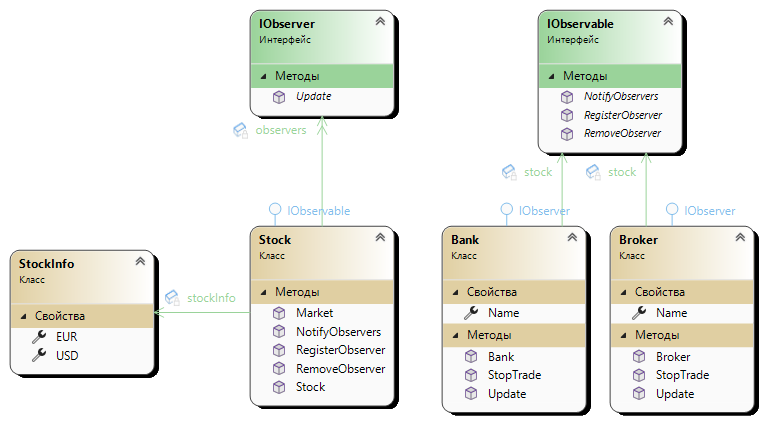 IObserver
Интерфейс
Методы
Update
observers
IObservable
Интерфейс
Методы
NotifyObservers
RegisterObserver
RemoveObserver
stock
stock
StockInfo
Класс
Свойства
EUR
USD
stockInfo
IObservable
Stock
Класс
Методы
Market
NotifyObservers
RegisterObserver
RemoveObserver
Stock
IObserver
Bank
Класс
Свойства
Name
Методы
Bank
StopTrade
Update
IObserver
Broker
Класс
Свойства
Name
Методы
Broker
StopTrade
Update